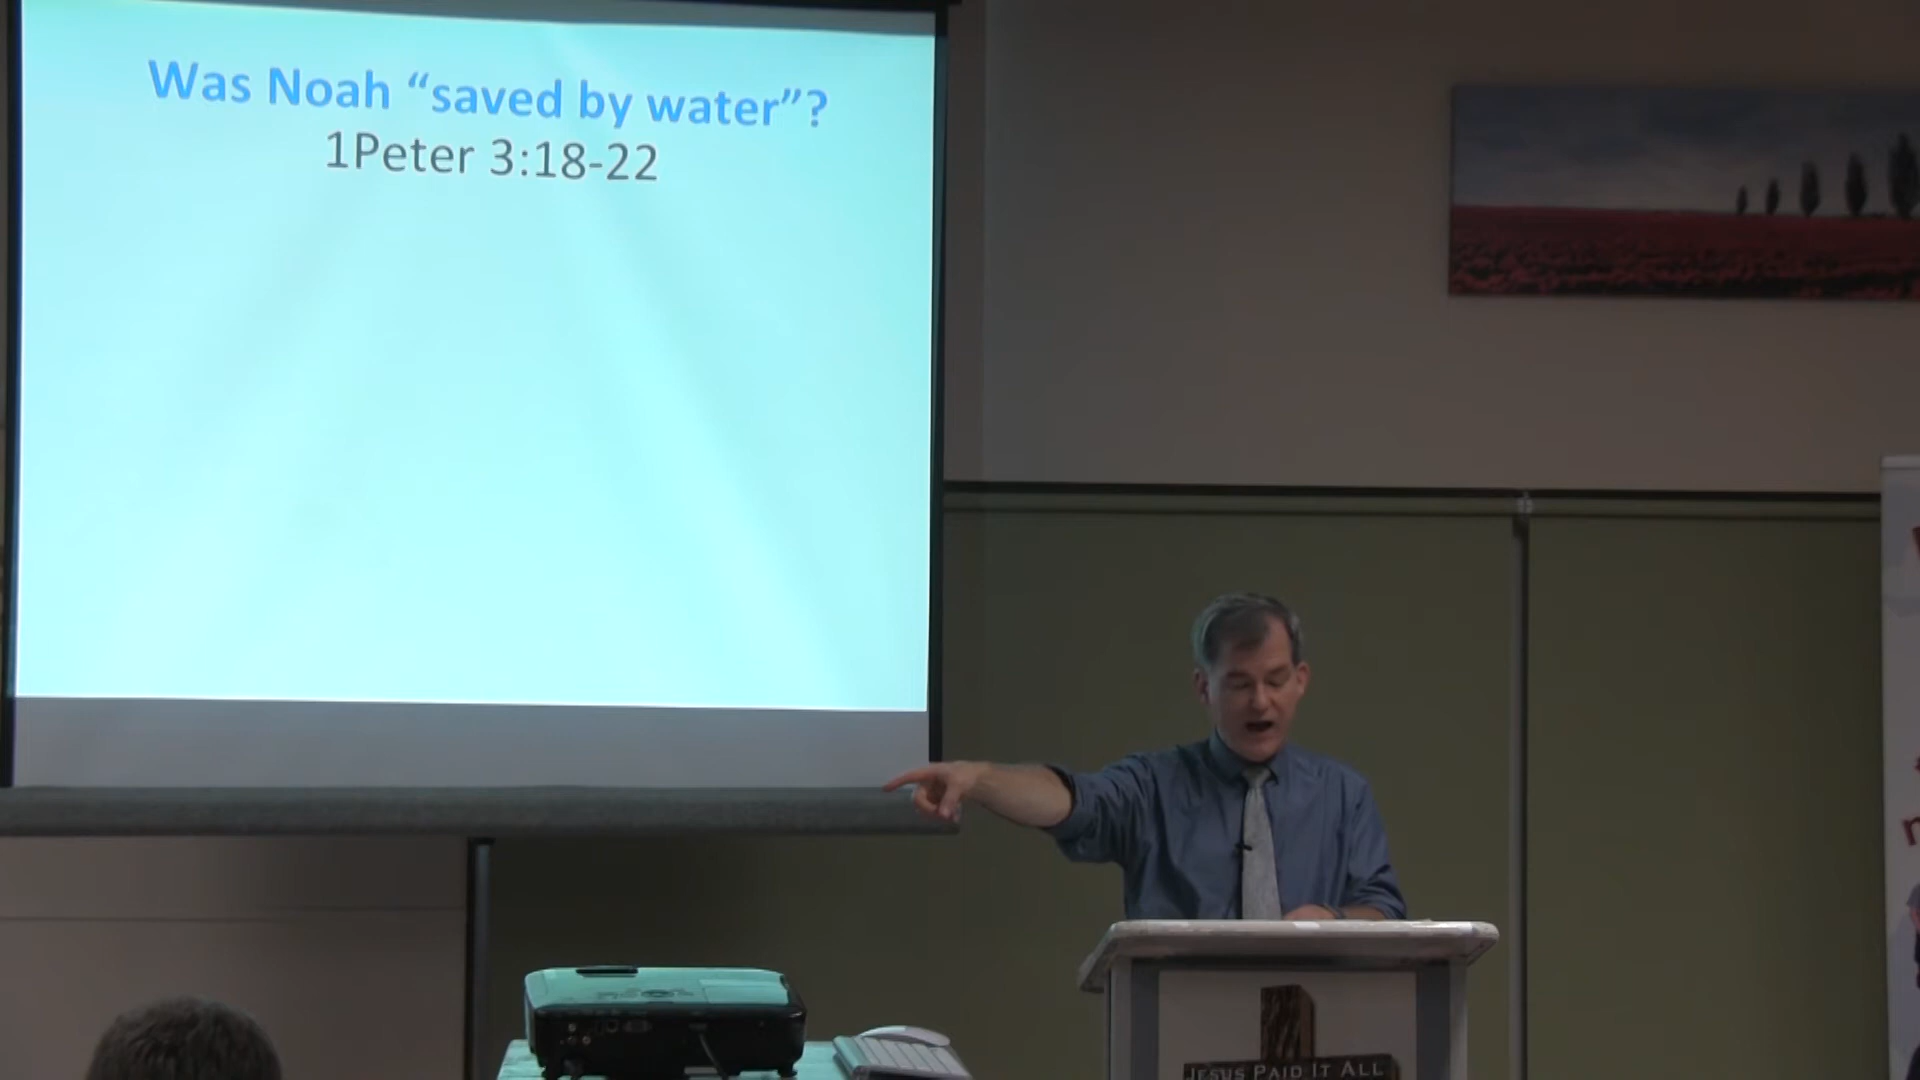 Was Noah “saved by water”?
1Peter 3:18-22
JESUS PAID IT ALL